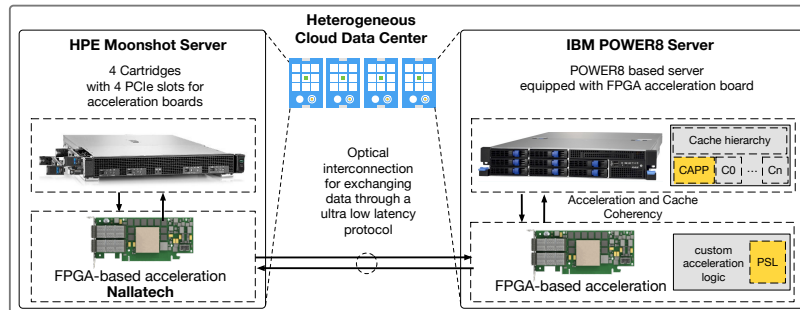 Heterogeneous
Cloud Data Center
HPE Moonshot Server
4 Cartridges
with 4 PCIe slots for
acceleration boards
FPGA-based acceleration
Nallatech
Optical
interconnection
for exchanging
data through a
ultra low latency
protocol
IBM POWER8 Server
POWER8 based server
equipped with FPGA acceleration board
Cache hierarchy
CAPP C0 ... Cn
Acceleration and Cache
Coherency
FPGA-based acceleration
custom
acceleration
logic
PSL